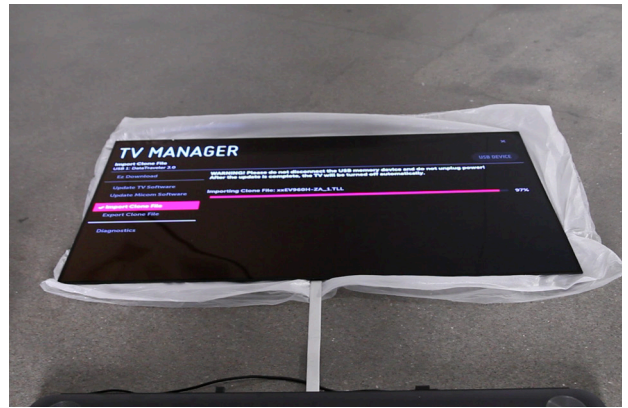 TV MANAGER
Import Clone File
USB 1: DataTraveler 2.0
USB DEVICE
Ez Download
Update TV Software
Update Micom Software
Import Clone File
Export Clone File
Diagnostics
WARNING! Please do not disconnect the USB memory device and do not unplug power!
After the update is complete, the TV will be turned off automatically.
Importing Clone File: xxEV960H-ZA_1.TLL
97%